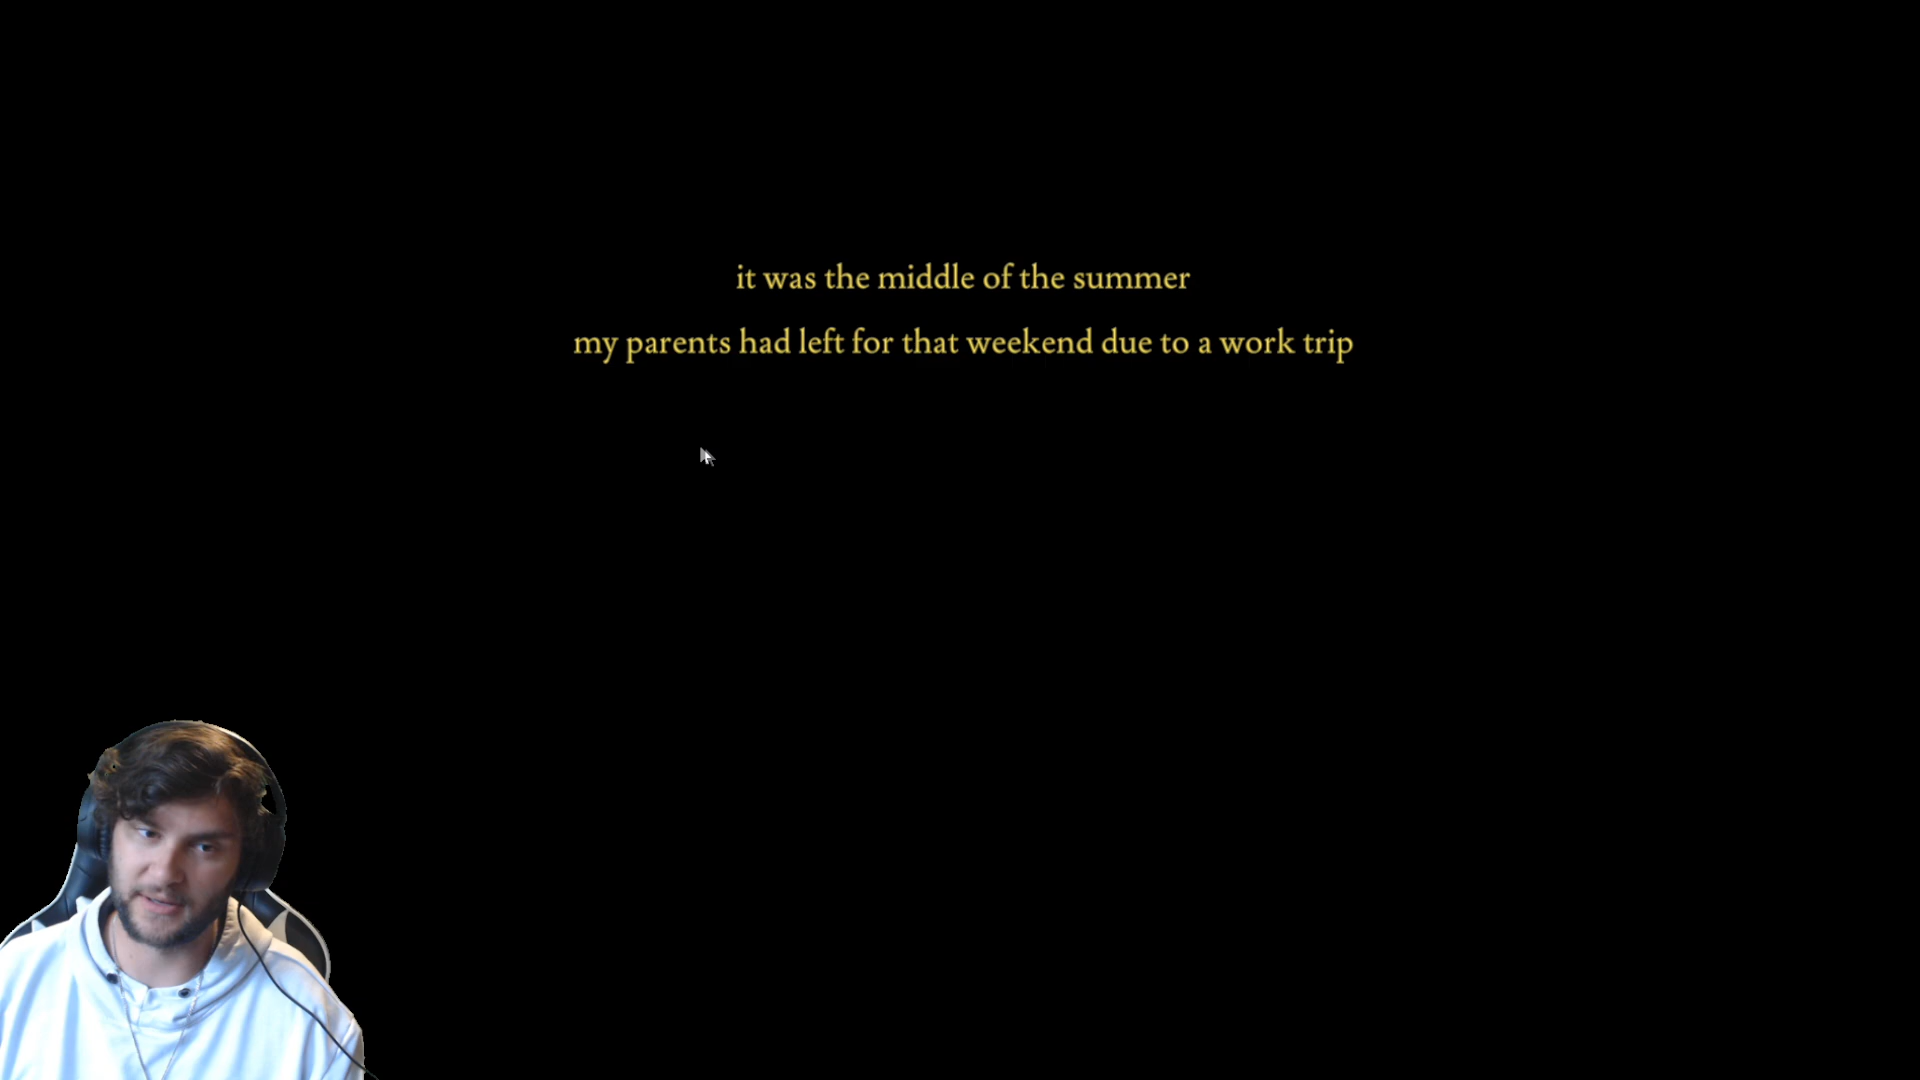 it was the middle of the summer
my parents had left for that weekend due to a work trip